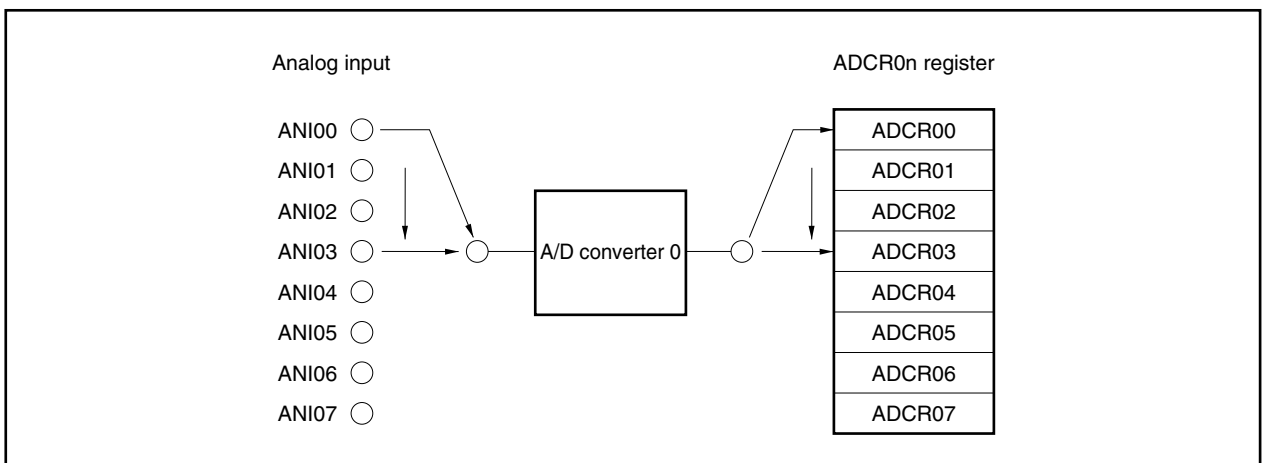 Analog input
ADCR0n register
ANI00
ANI01
ANI02
ANI03
ANI04
ANI05
ANI06
ANI07
A/D converter 0
ADCR00
ADCR01
ADCR02
ADCR03
ADCR04
ADCR05
ADCR06
ADCR07